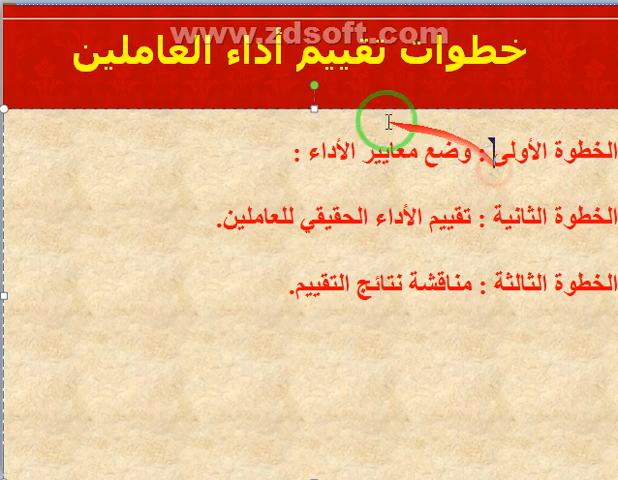 www.zdsoft.com
خطوات تقييم أداء العاملين
الخطوة الأولى : وضع معايير الأداء :
الخطوة الثانية : تقييم الأداء الحقيقي للعاملين.
الخطوة الثالثة : مناقشة نتائج التقييم.